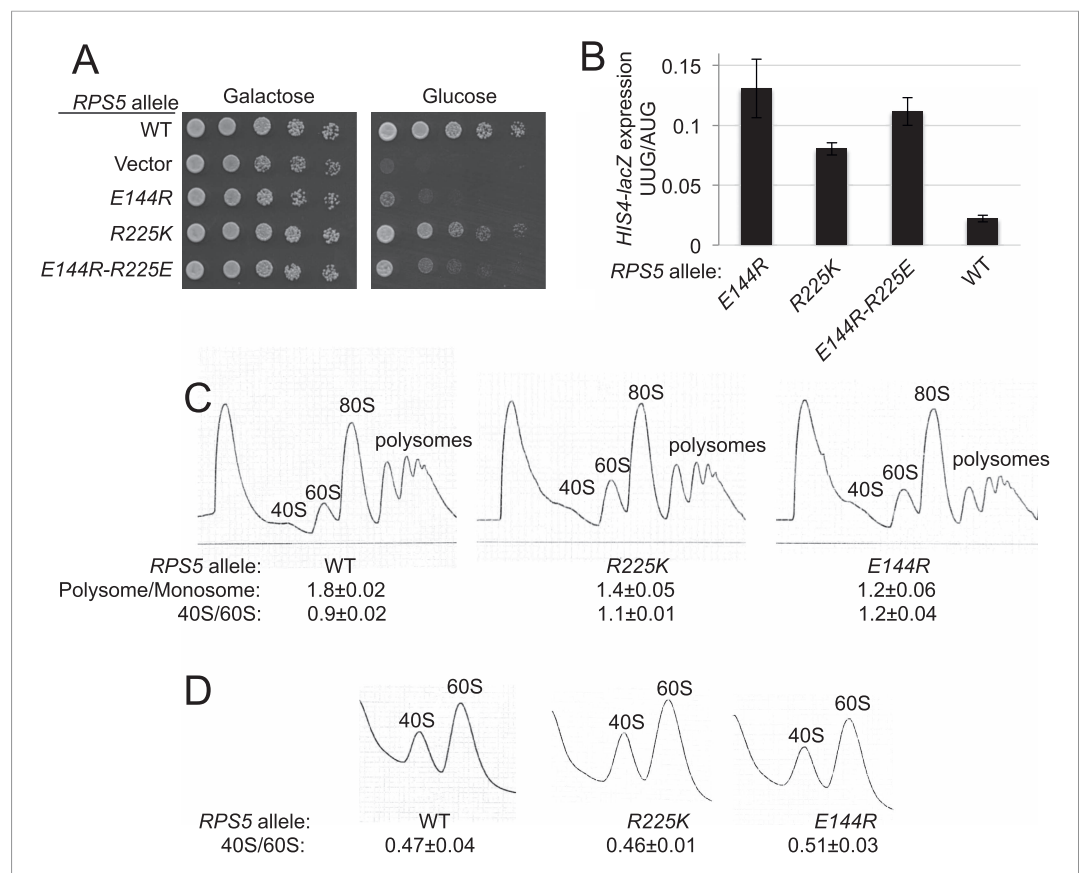 A
RPS5 allele
Galactose
Glucose
WT
Vector
E144R
R225K
E144R-R225E
B
HIS4-lacZ expression
UUG/AUG
0.15
0.1
0.05
0
RPS5 allele:
E144R
R225K
E144R-R225E
WT
C
40S
60S
80S
polysomes
40S
60S
80S
polysomes
40S
60S
80S
polysomes
RPS5 allele: WT R225K E144R
Polysome/Monosome: 1.8±0.02 1.4±0.05 1.2±0.06
40S/60S: 0.9±0.02 1.1±0.01 1.2±0.04
D
40S
60S
40S
60S
40S
60S
RPS5 allele: WT R225K E144R
40S/60S: 0.47±0.04 0.46±0.01 0.51±0.03